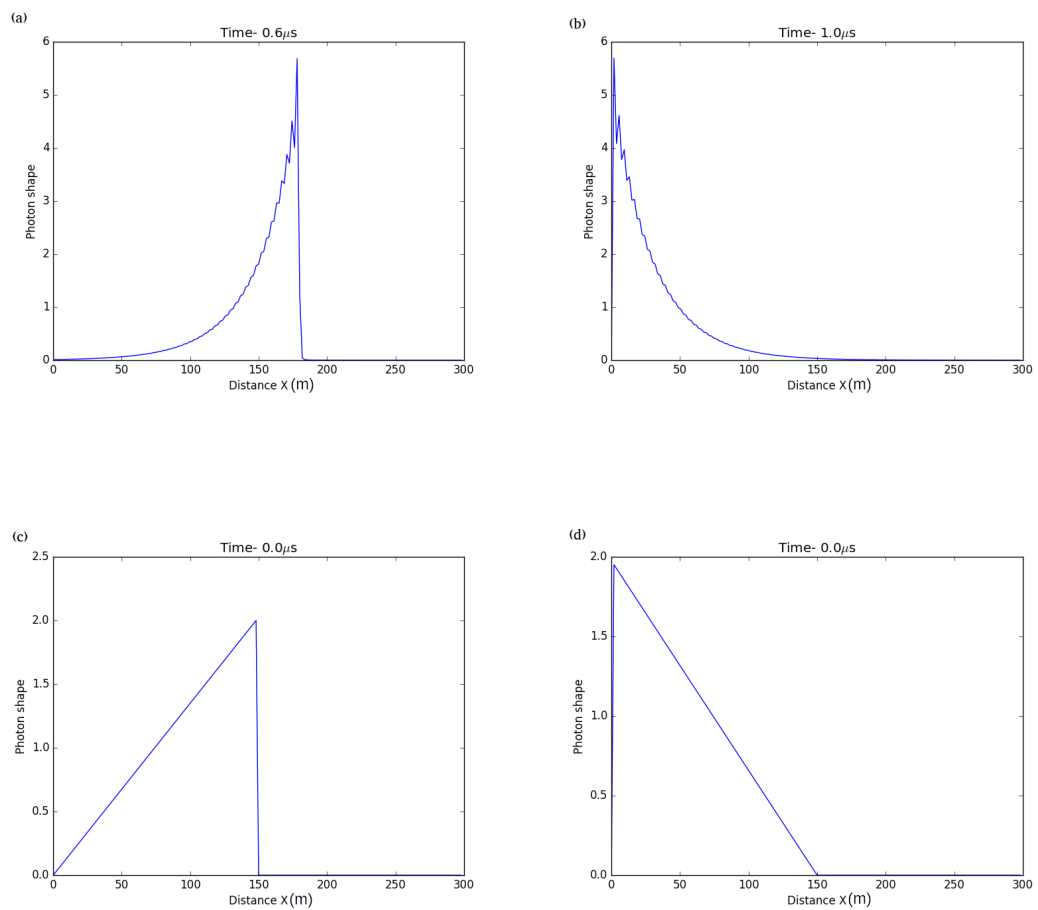 (a)
Time- 0.6μs
6
5
4
3
2
1
0
Photon shape
0 50 100 150 200 250 300
Distance X (m)
(b)
Time- 1.0μs
6
5
4
3
2
1
0
Photon shape
0 50 100 150 200 250 300
Distance X (m)
(c)
Time- 0.0μs
2.5
2.0
1.5
1.0
0.5
0.0
Photon shape
0 50 100 150 200 250 300
Distance X (m)
(d)
Time- 0.0μs
2.0
1.5
1.0
0.5
0.0
Photon shape
0 50 100 150 200 250 300
Distance X (m)